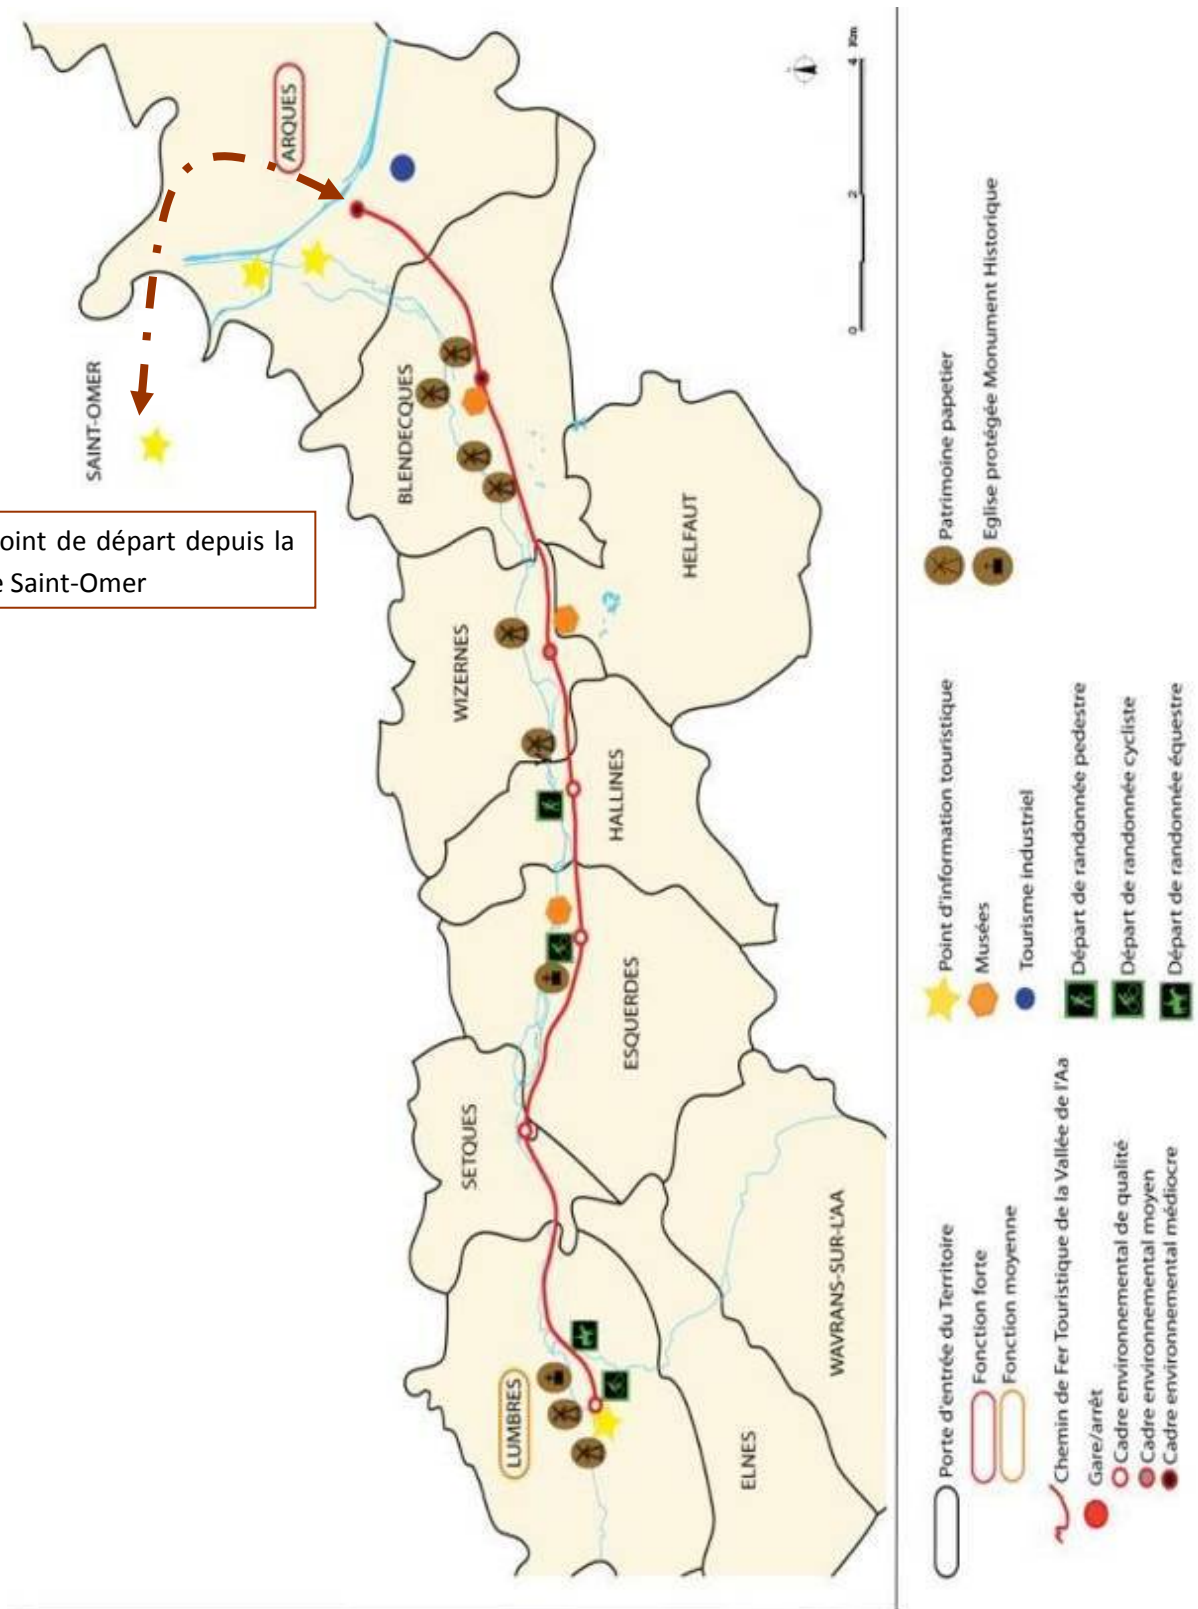 SAINT-OMER
ARQUES
oint de départ depuis la
e Saint-Omer
BLENDECQUES
WIZERNES
HELFAUT
HALLINES
ESQUERDES
SETQUES
LUMBRES
ELNES
WAVRANS-SUR-L'AA
0 2 4 Km
Porte d'entrée du Territoire
Fonction forte
Fonction moyenne
Chemin de Fer Touristique de la Vallée de l'Aa
Gare/arrêt
Cadre environnemental de qualité
Cadre environnemental moyen
Cadre environnemental médiocre
Point d'information touristique
Musées
Tourisme industriel
Départ de randonnée pedestre
Départ de randonnée cycliste
Départ de randonnée équestre
Patrimoine papetier
Eglise protégée Monument Historique